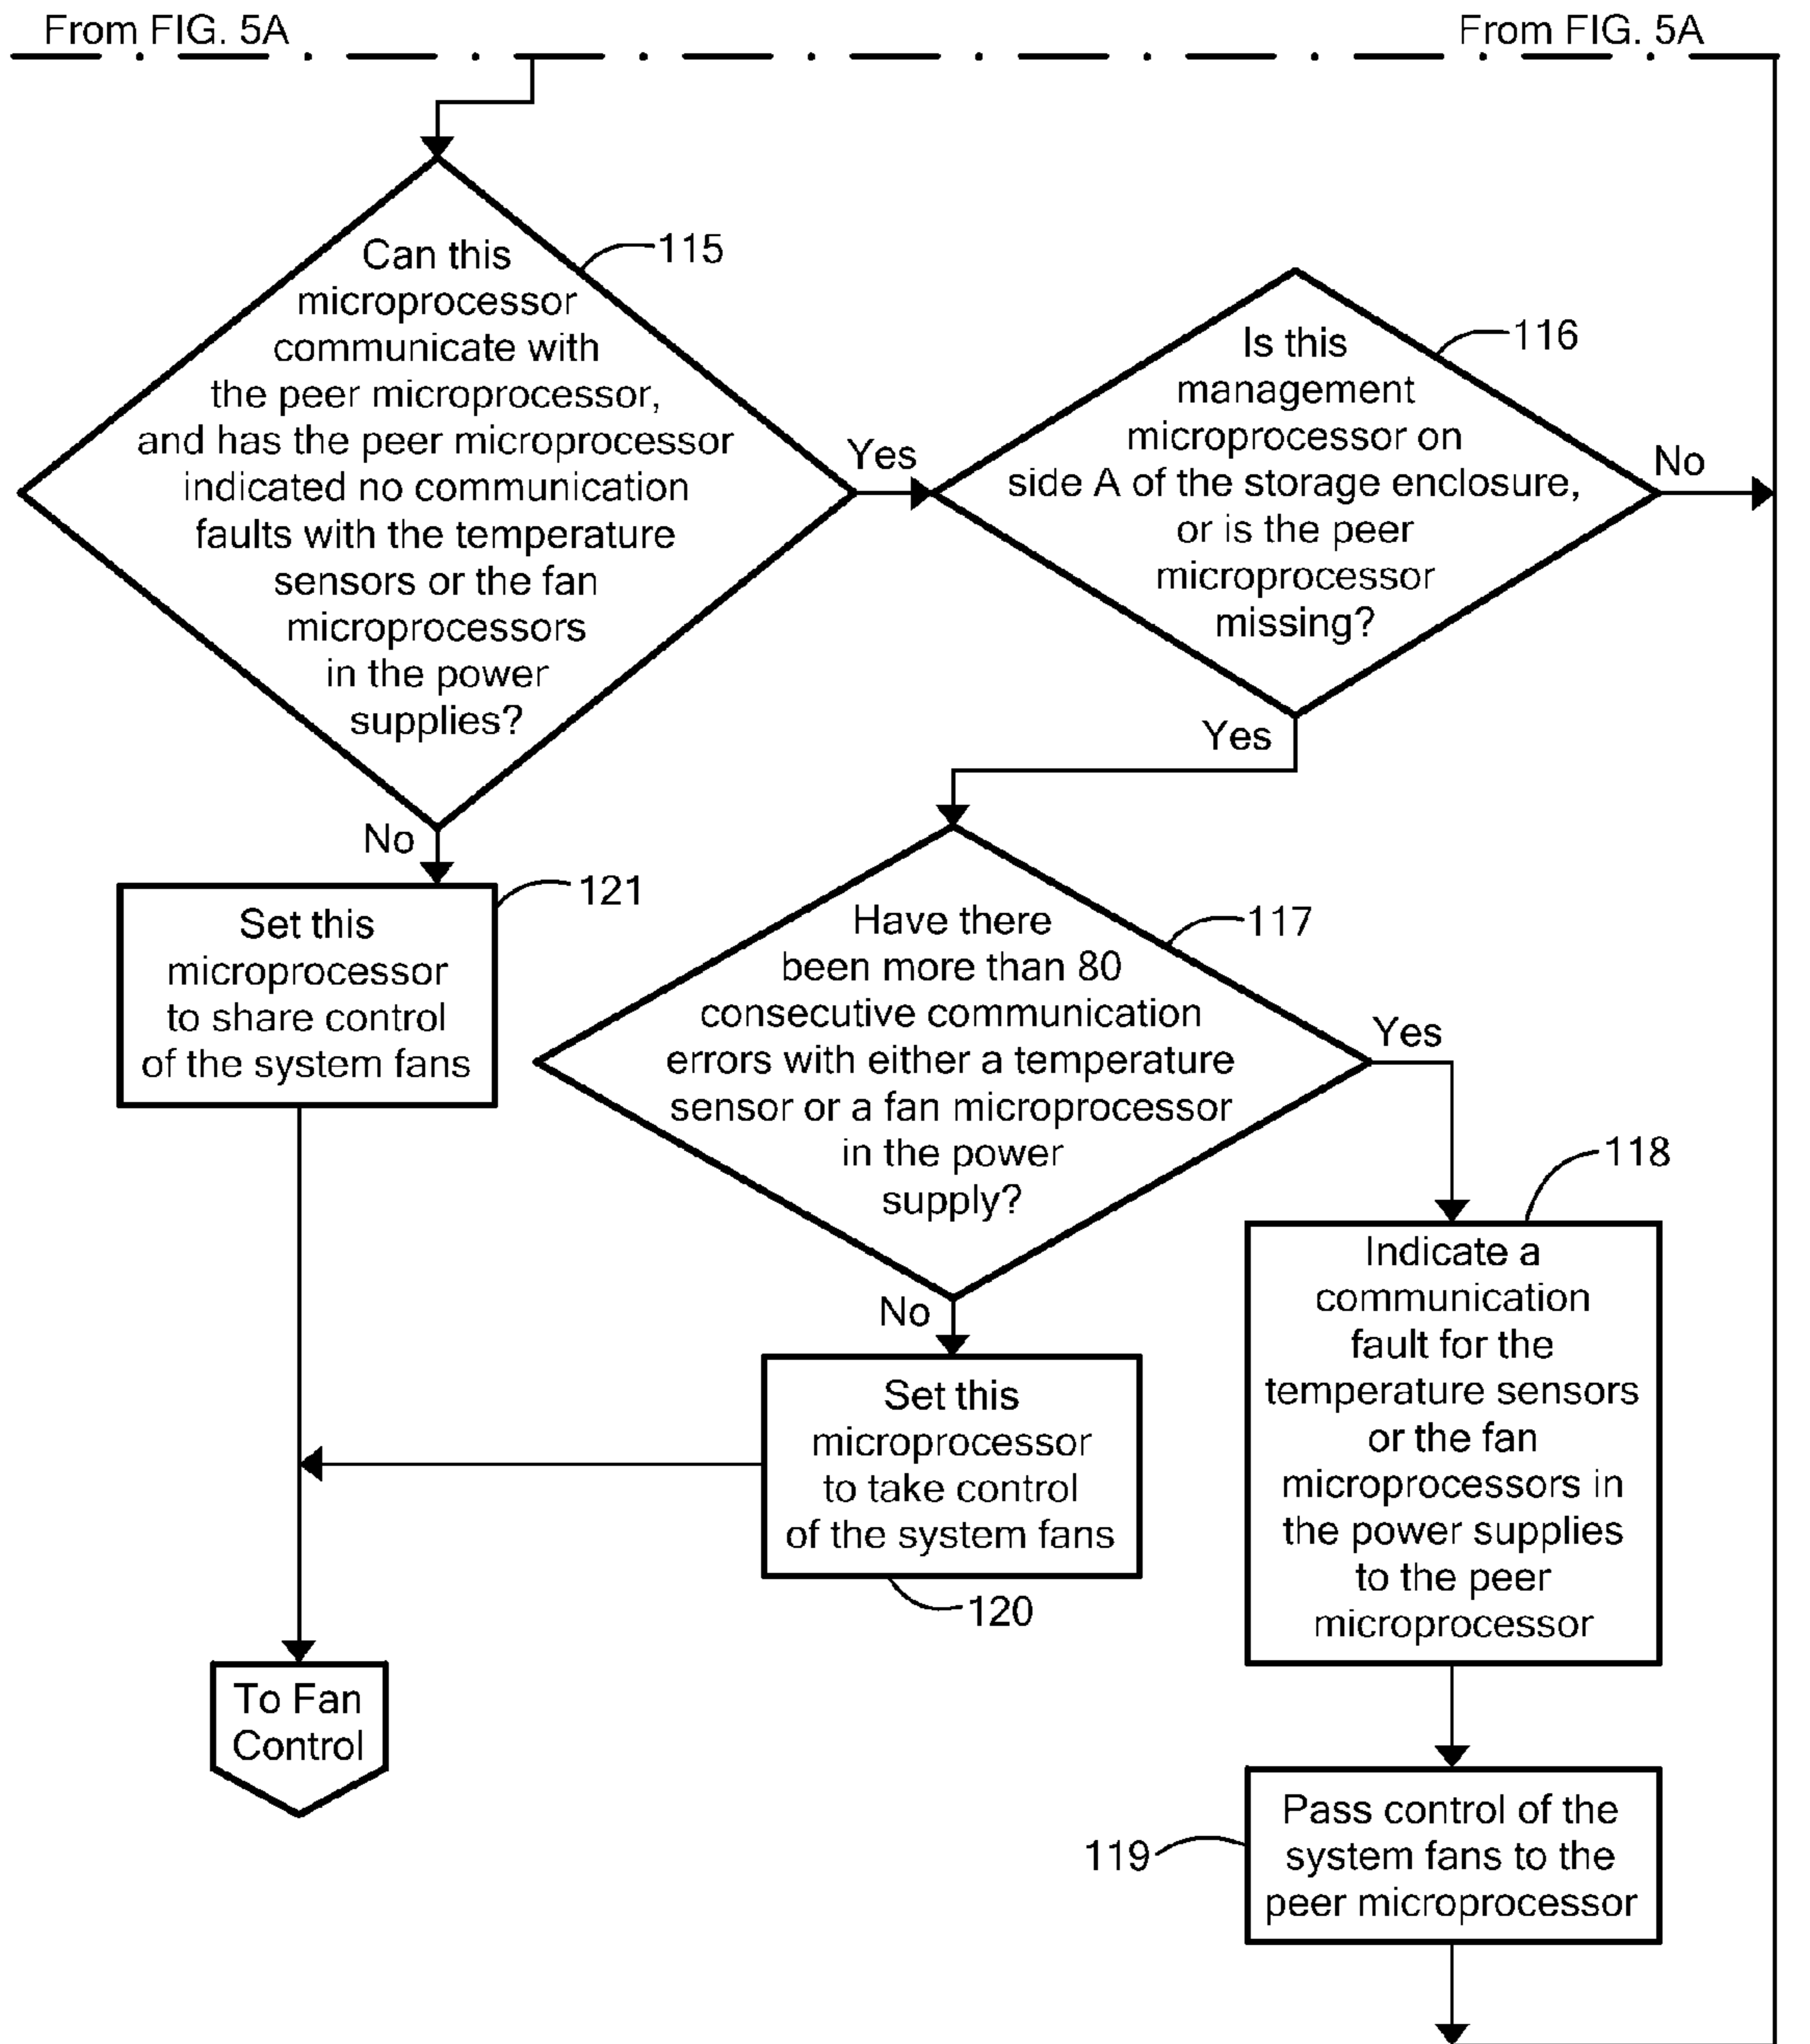 From FIG. 5A
From FIG. 5A
Can this
microprocessor
communicate with
the peer microprocessor,
and has the peer microprocessor
indicated no communication
faults with the temperature
sensors or the fan
microprocessors
in the power
supplies?
115
Yes
No
Is this
management
microprocessor on
side A of the storage enclosure,
or is the peer
microprocessor
missing?
116
No
Yes
Set this
microprocessor
to share control
of the system fans
121
Have there
been more than 80
consecutive communication
errors with either a temperature
sensor or a fan microprocessor
in the power
supply?
117
Yes
No
Indicate a
communication
fault for the
temperature sensors
or the fan
microprocessors in
the power supplies
to the peer
microprocessor
118
Set this
microprocessor
to take control
of the system fans
120
To Fan
Control
Pass control of the
system fans to the
peer microprocessor
119